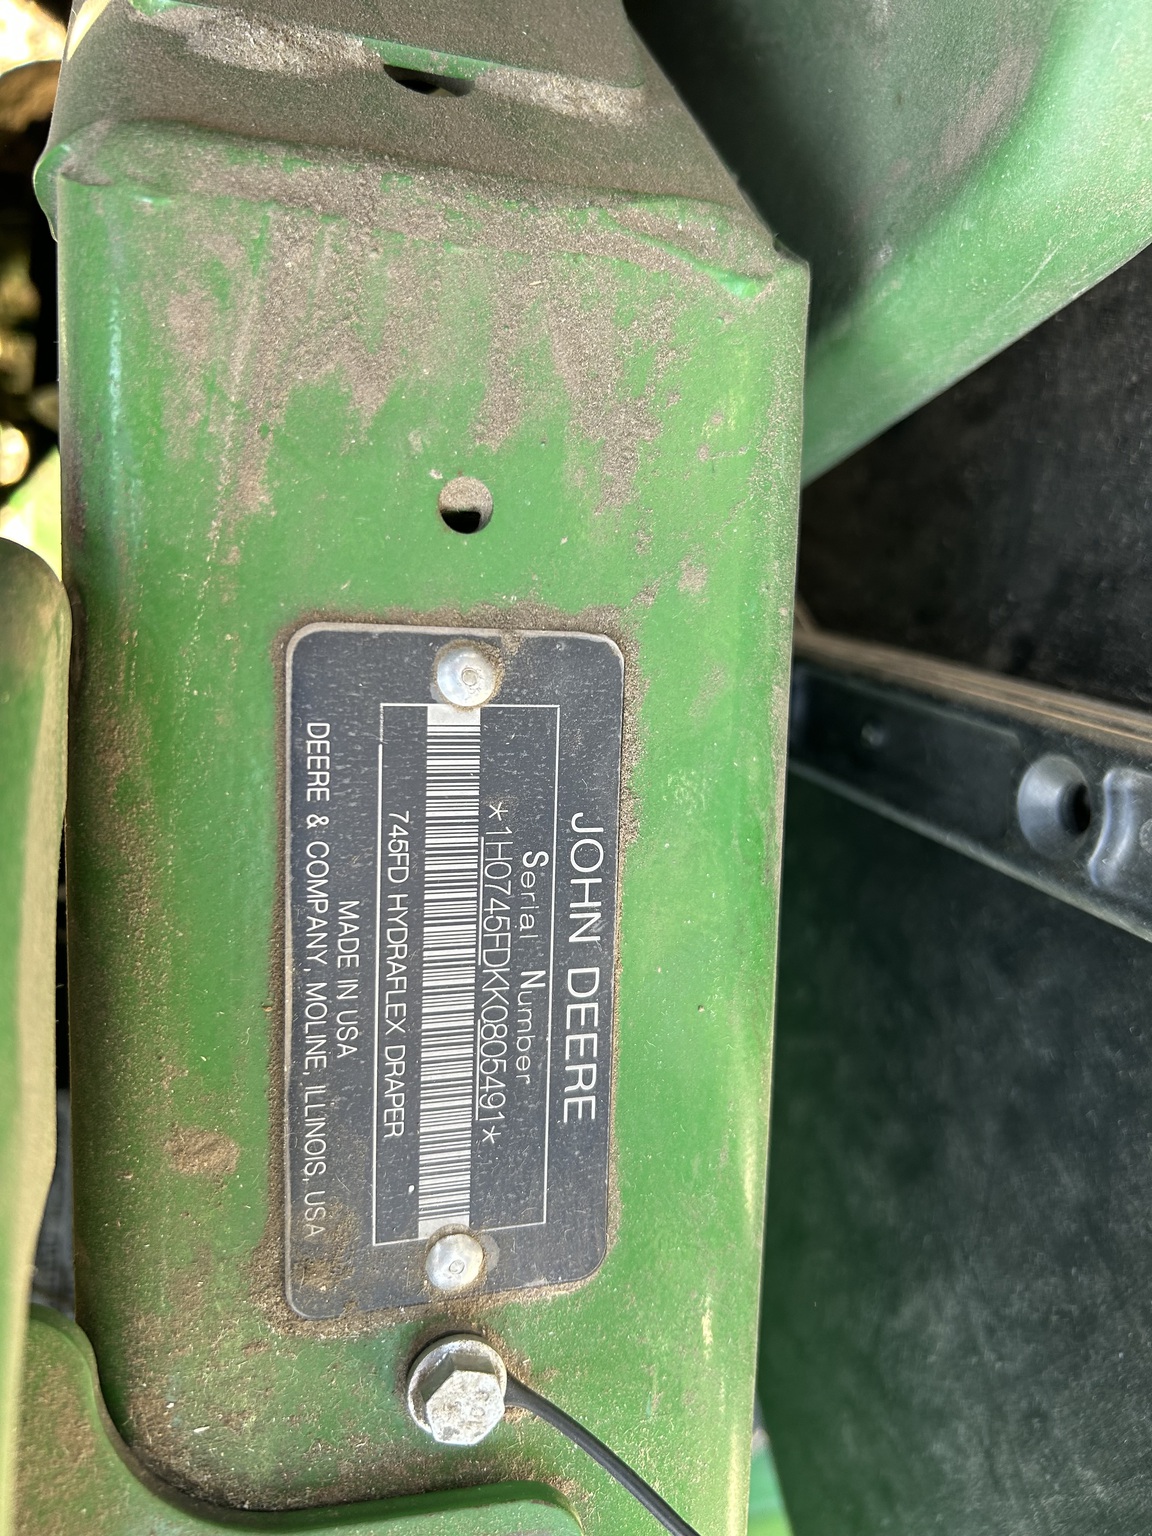 JOHN DEERE
Serial Number
*1H0745FDKK0805491*
745FD HYDRAFLEX DRAPER
MADE IN USA
DEERE & COMPANY, MOLINE, ILLINOIS, USA